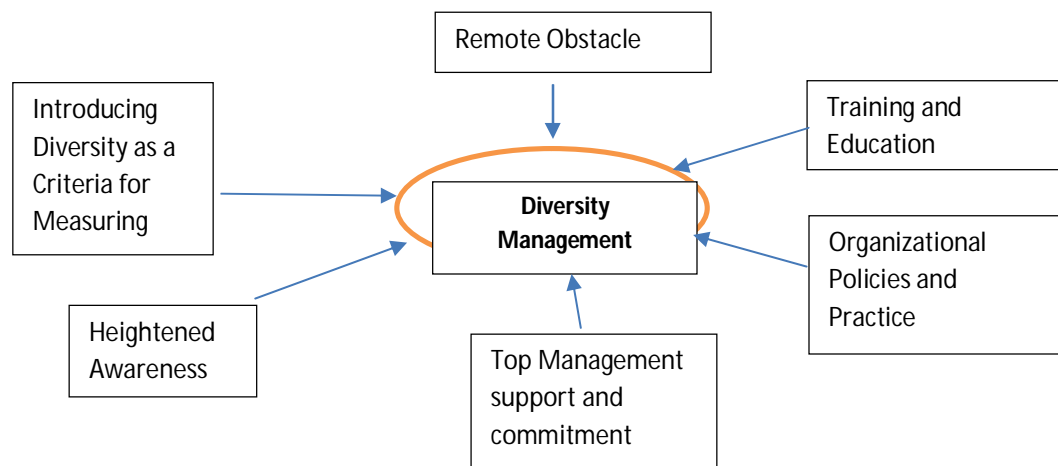 Remote Obstacle
Introducing
Diversity as a
Criteria for
Measuring
Training and
Education
Diversity
Management
Organizational
Policies and
Practice
Heightened
Awareness
Top Management
support and
commitment